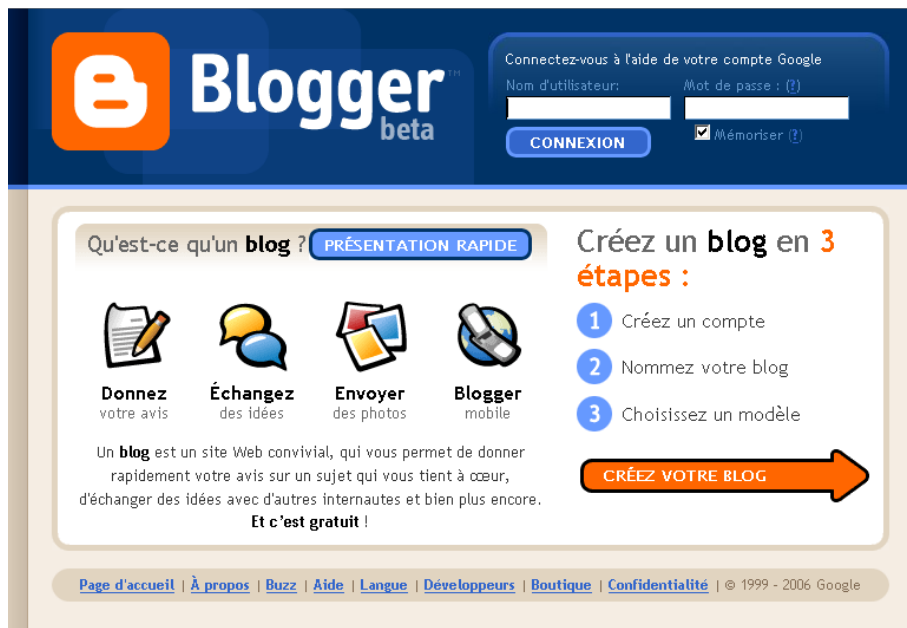 Blogger™
beta
Connectez-vous à l'aide de votre compte Google
Nom d'utilisateur:
Mot de passe : (?)
CONNEXION
Mémoriser (?)
Qu'est-ce qu'un blog ?
PRÉSENTATION RAPIDE
Donnez
votre avis
Échangez
des idées
Envoyer
des photos
Blogger
mobile
Un blog est un site Web convivial, qui vous permet de donner
rapidement votre avis sur un sujet qui vous tient à cœur,
d'échanger des idées avec d'autres internautes et bien plus encore.
Et c'est gratuit !
Créez un blog en 3
étapes :
1 Créez un compte
2 Nommez votre blog
3 Choisissez un modèle
CRÉEZ VOTRE BLOG
Page d'accueil | À propos | Buzz | Aide | Langue | Développeurs | Boutique | Confidentialité | © 1999 - 2006 Google